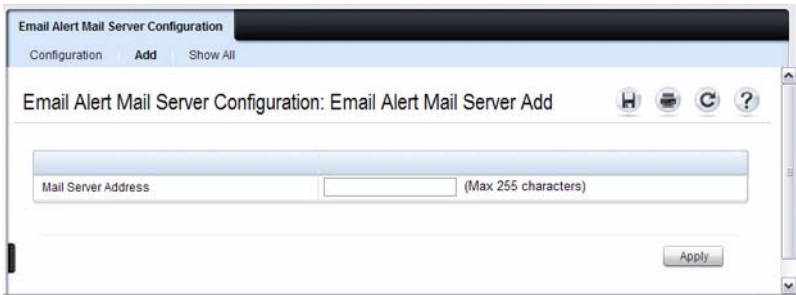 Email Alert Mail Server Configuration
Configuration Add Show All
Email Alert Mail Server Configuration: Email Alert Mail Server Add
Mail Server Address (Max 255 characters)
Apply